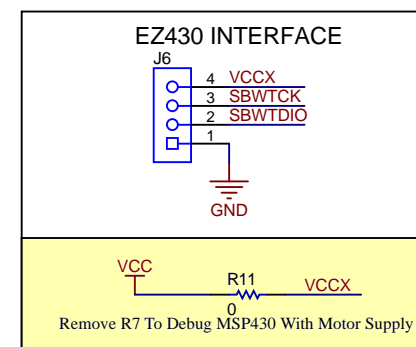 EZ430 INTERFACE
J6
4 VCCX
3 SBWTCK
2 SBWTDIO
1
GND
VCC
R11
VCCX
0
Remove R7 To Debug MSP430 With Motor Supply